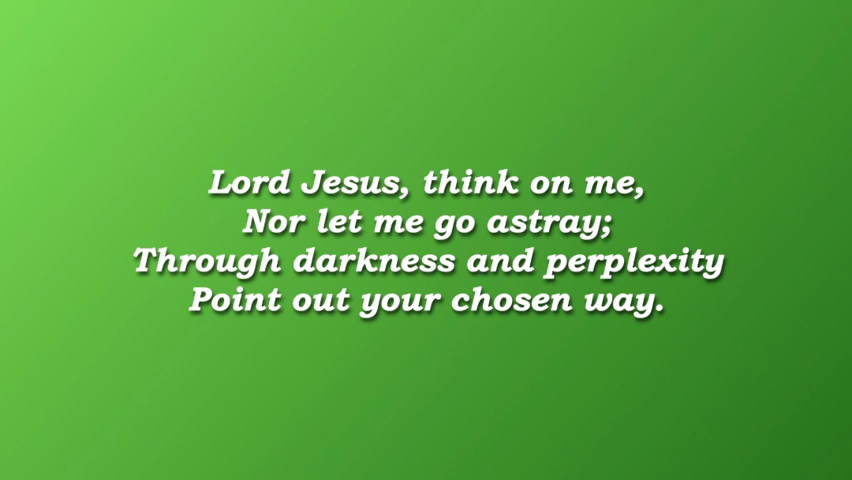 Lord Jesus, think on me,
Nor let me go astray;
Through darkness and perplexity
Point out your chosen way.